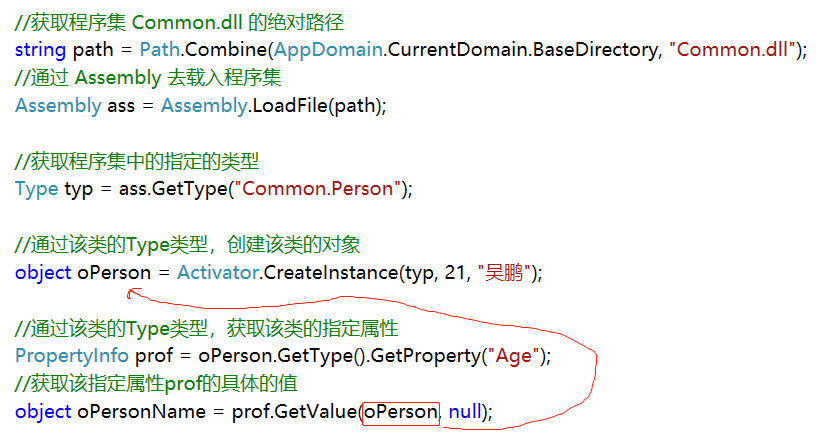 //获取程序集 Common.dll 的绝对路径
string path = Path.Combine(AppDomain.CurrentDomain.BaseDirectory, "Common.dll");
//通过 Assembly 去载入程序集
Assembly ass = Assembly.LoadFile(path);
//获取程序集中的指定的类型
Type typ = ass.GetType("Common.Person");
//通过该类的Type类型，创建该类的对象
object oPerson = Activator.CreateInstance(typ, 21, "吴鹏");
//通过该类的Type类型，获取该类的指定属性
PropertyInfo prof = oPerson.GetType().GetProperty("Age");
//获取该指定属性prof的具体的值
object oPersonName = prof.GetValue(oPerson, null);